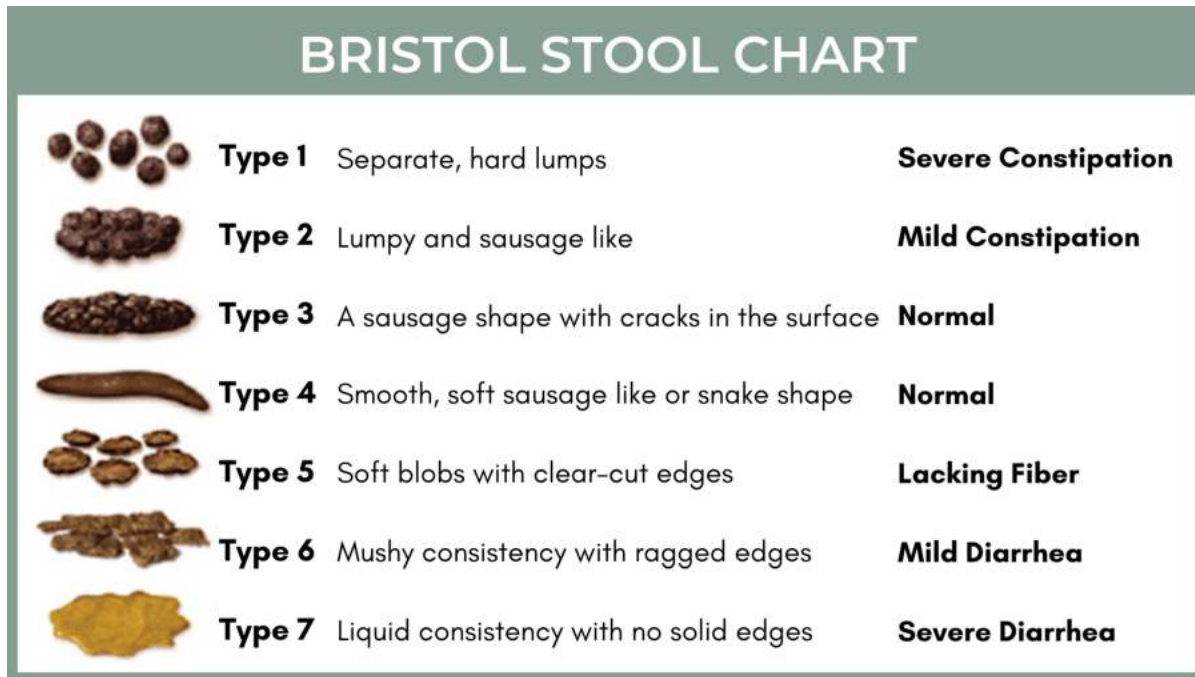 BRISTOL STOOL CHART
Type 1 Separate, hard lumps Severe Constipation
Type 2 Lumpy and sausage like Mild Constipation
Type 3 A sausage shape with cracks in the surface Normal
Type 4 Smooth, soft sausage like or snake shape Normal
Type 5 Soft blobs with clear-cut edges Lacking Fiber
Type 6 Mushy consistency with ragged edges Mild Diarrhea
Type 7 Liquid consistency with no solid edges Severe Diarrhea